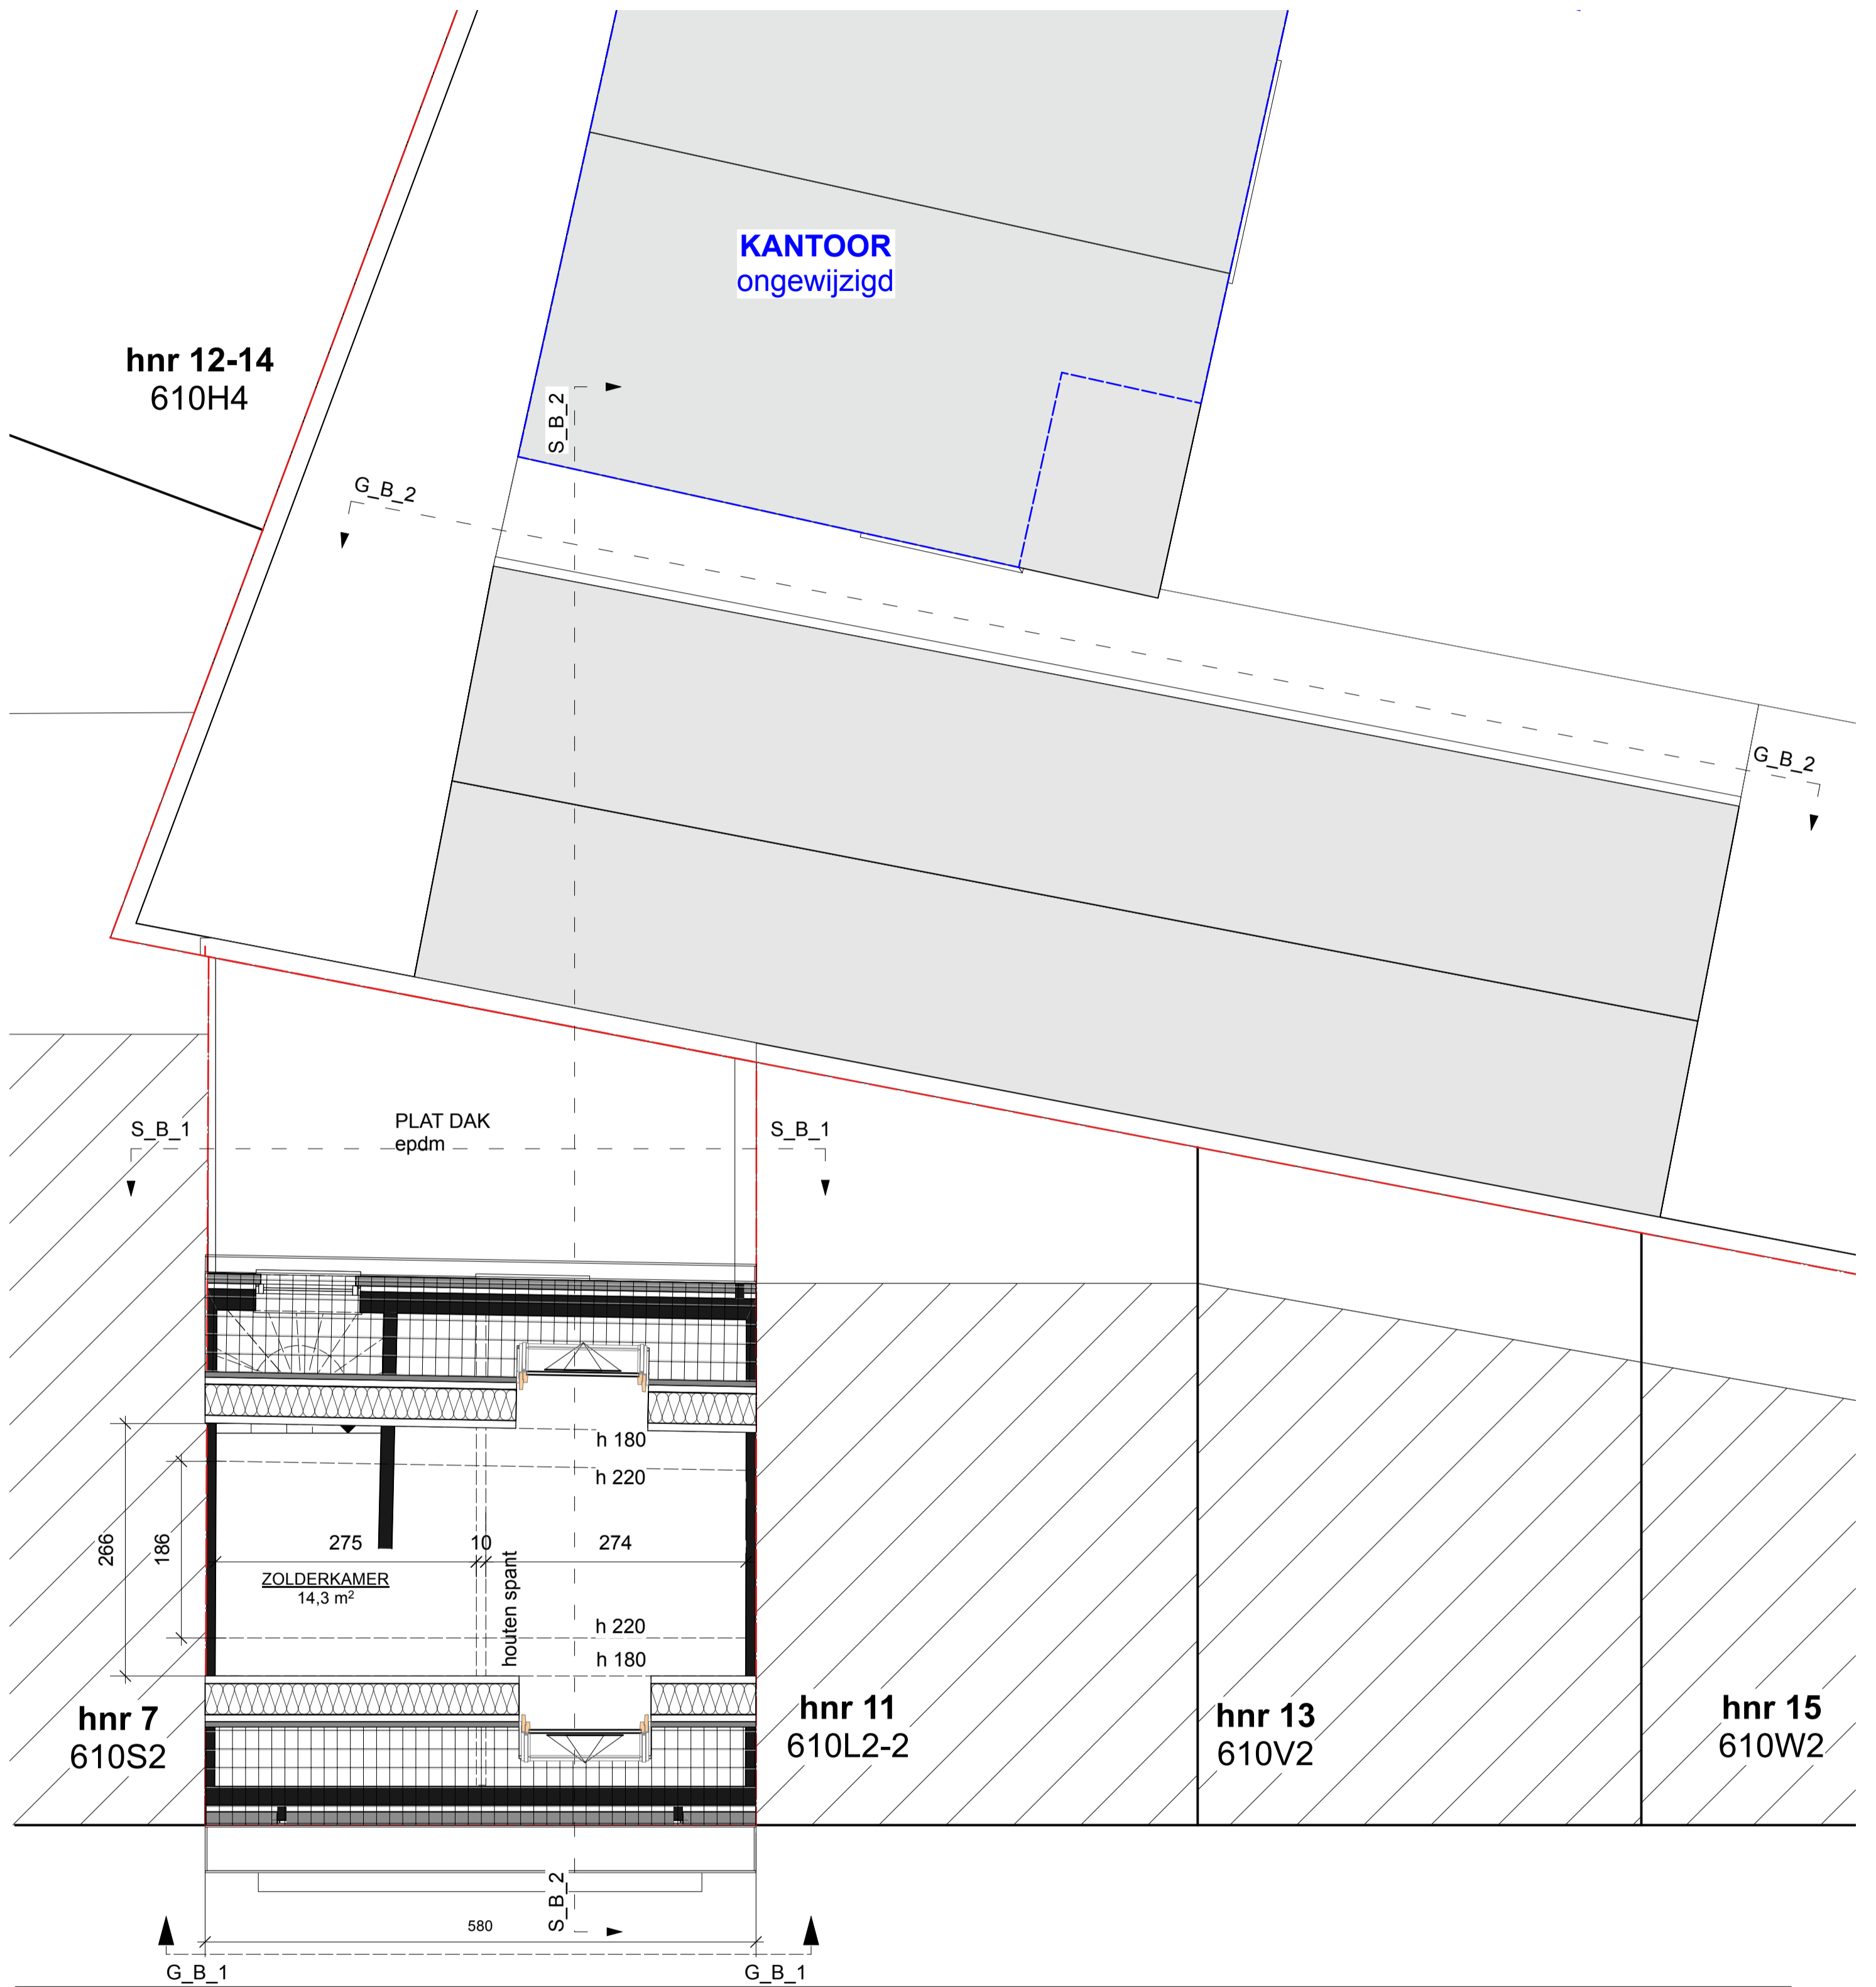 KANTOOR
ongewijzigd
hnr 12-14
610H4
S_B_2
G_B_2
G_B_2
PLAT DAK
epdm
S_B_1
S_B_1
h 180
h 220
266
186
275
10
274
ZOLDERKAMER
14,3 m²
houten spant
h 220
h 180
hnr 7
610S2
hnr 11
610L2-2
hnr 13
610V2
hnr 15
610W2
S_B_2
580
G_B_1
G_B_1